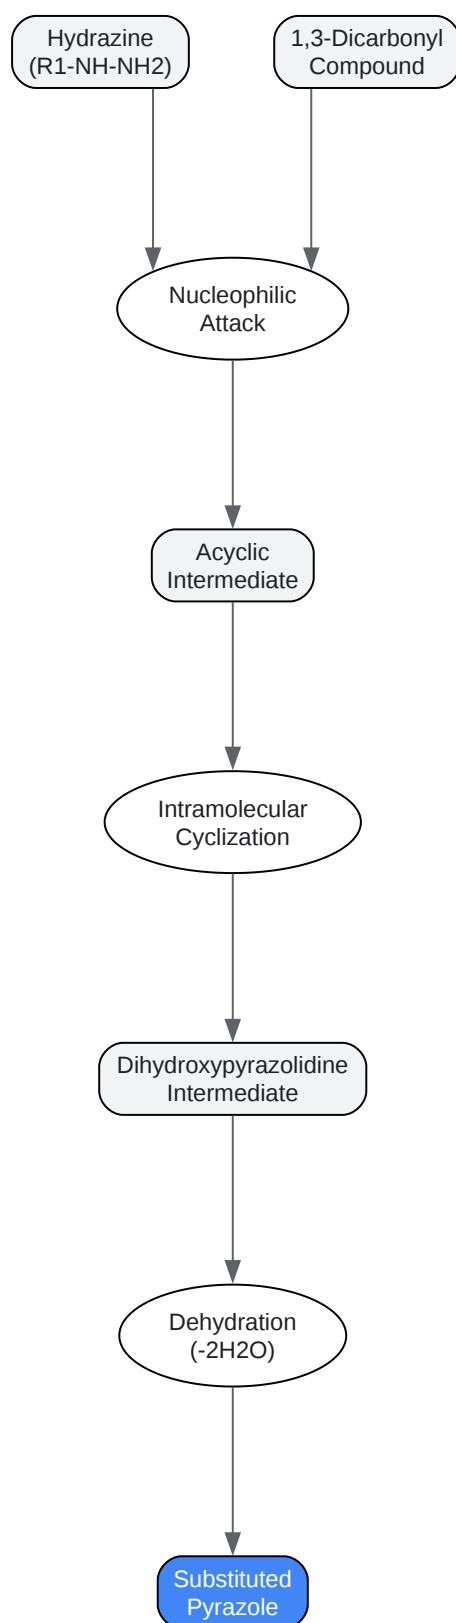 Hydrazine
(R1-NH-NH2)
1,3-Dicarbonyl
Compound
Nucleophilic
Attack
Acyclic
Intermediate
Intramolecular
Cyclization
Dihydroxypyrazolidine
Intermediate
Dehydration
(-2H2O)
Substituted
Pyrazole